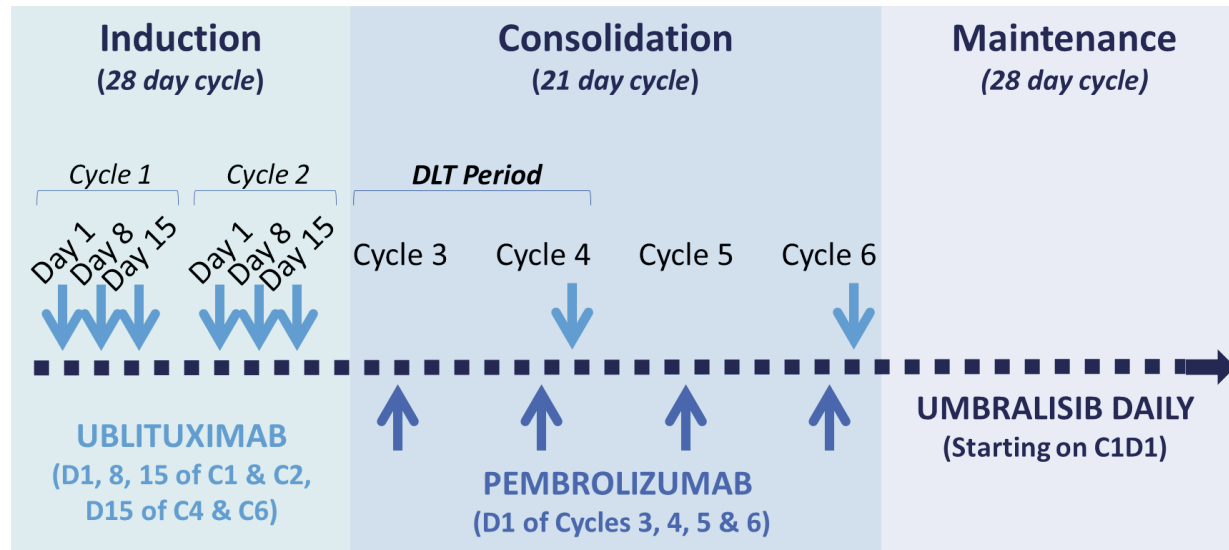 Induction
(28 day cycle)
Consolidation
(21 day cycle)
Maintenance
(28 day cycle)
Cycle 1
Cycle 2
DLT Period
Day 1
Day 8
Day 15
Day 1
Day 8
Day 15
Cycle 3
Cycle 4
Cycle 5
Cycle 6
UBLITUXIMAB
(D1, 8, 15 of C1 & C2,
D15 of C4 & C6)
PEMBROLIZUMAB
(D1 of Cycles 3, 4, 5 & 6)
UMBRALISIB DAILY
(Starting on C1D1)